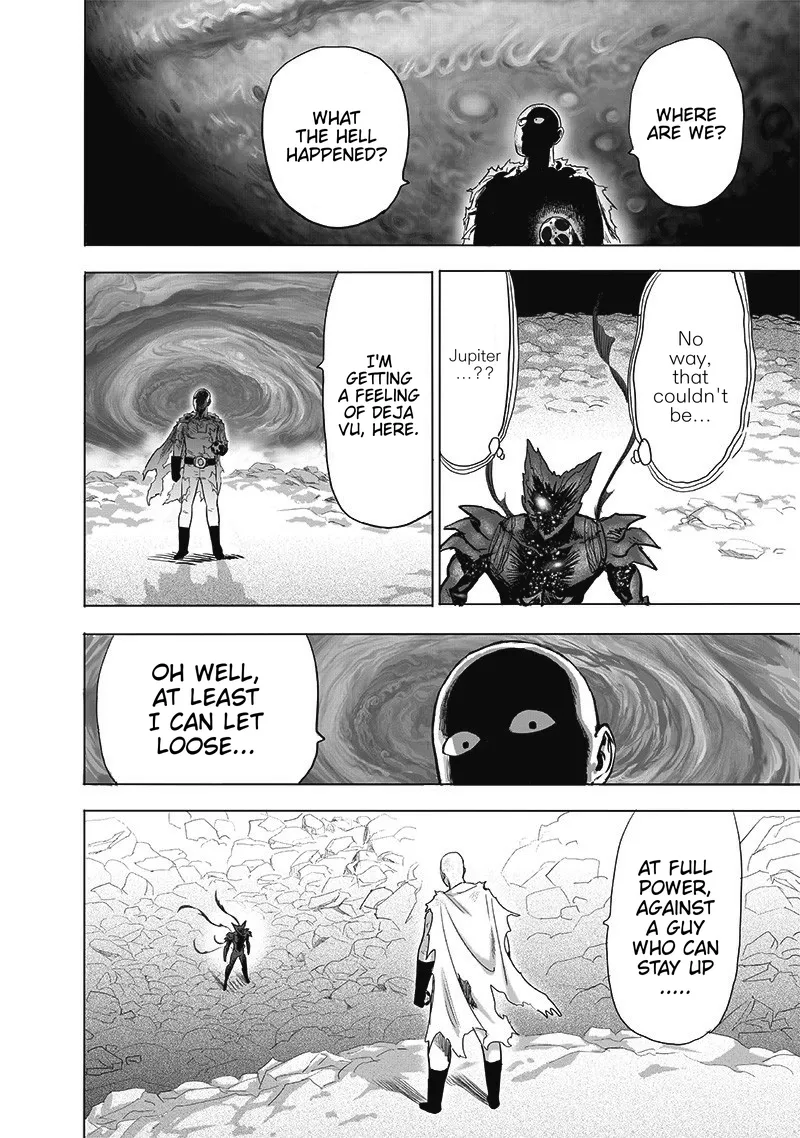 WHERE
ARE WE?
WHAT
THE HELL
HAPPENED?
No
way,
that
couldn't
be...
Jupiter
...??
I'M
GETTING
A FEELING
OF DEJA
VU, HERE.
OH WELL,
AT LEAST
I CAN LET
LOOSE...
AT FULL
POWER,
AGAINST
A GUY
WHO CAN
STAY UP
.....